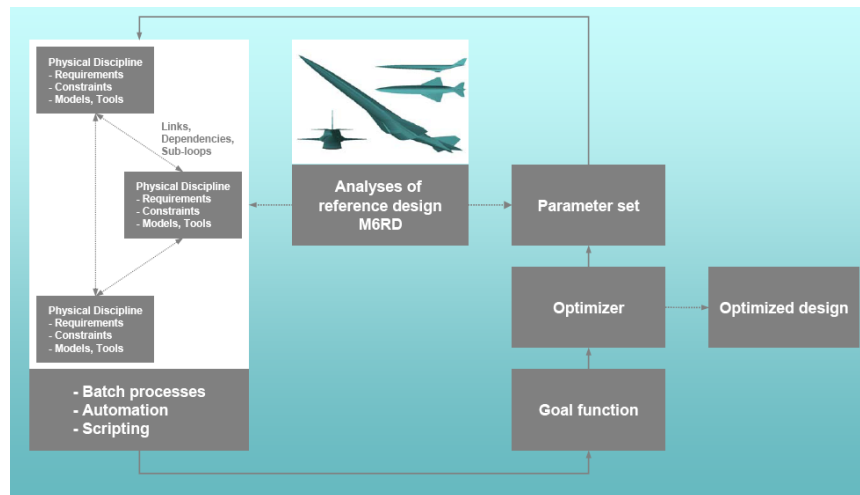 Physical Discipline
- Requirements
- Constraints
- Models, Tools
Links,
Dependencies,
Sub-loops
Physical Discipline
- Requirements
- Constraints
- Models, Tools
Physical Discipline
- Requirements
- Constraints
- Models, Tools
- Batch processes
- Automation
- Scripting
Analyses of
reference design
M6RD
Parameter set
Optimizer
Optimized design
Goal function